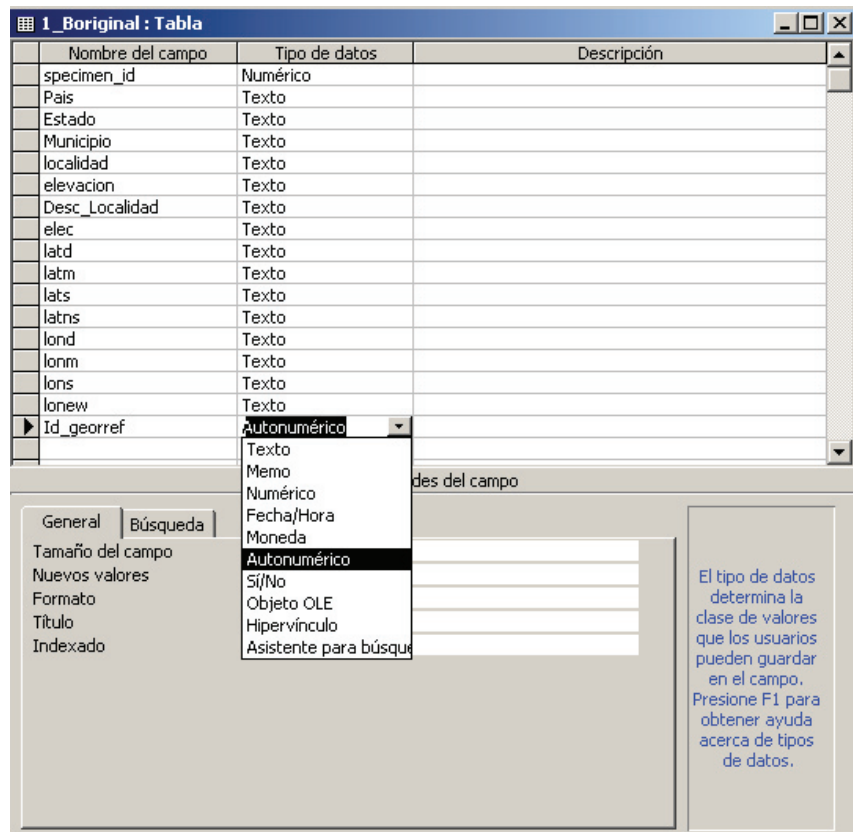 1_Boriginal : Tabla
Nombre del campo Tipo de datos Descripción
specimen_id Numérico
Pais Texto
Estado Texto
Municipio Texto
localidad Texto
elevacion Texto
Desc_Localidad Texto
elec Texto
latd Texto
latm Texto
lats Texto
latns Texto
lond Texto
lonm Texto
lons Texto
lonew Texto
Id_georref Autonumérico
Texto
Memo
Numérico
Fecha/Hora
Moneda
Autonumérico
Sí/No
Objeto OLE
Hipervínculo
Asistente para búsque
des del campo
General Búsqueda
Tamaño del campo
Nuevos valores
Formato
Título
Indexado
El tipo de datos
determina la
clase de valores
que los usuarios
pueden guardar
en el campo.
Presione F1 para
obtener ayuda
acerca de tipos
de datos.